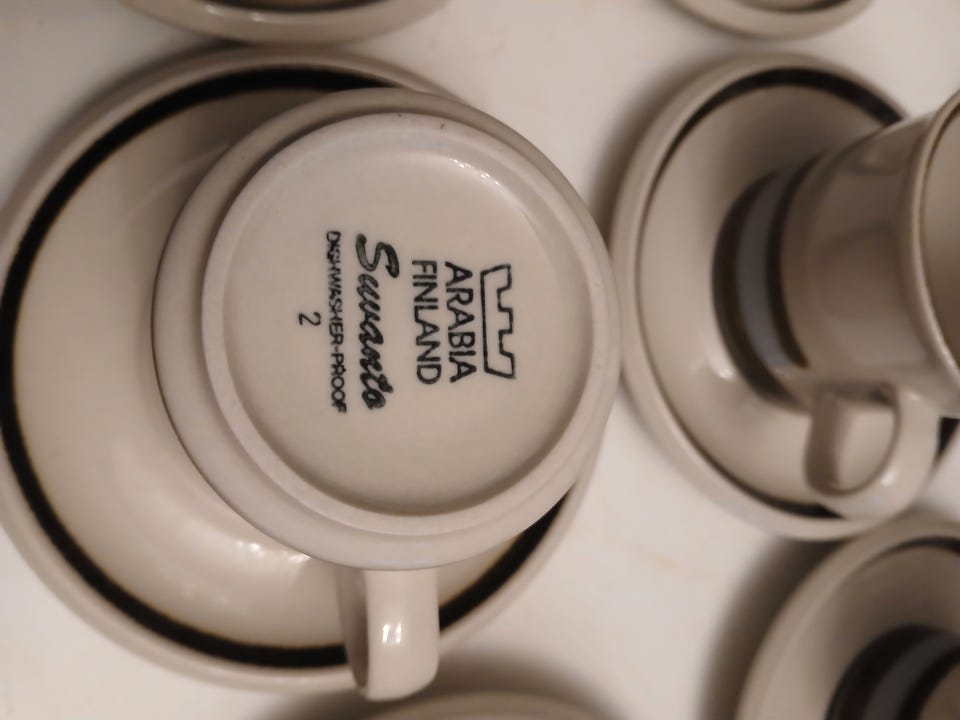 ARABIA
FINLAND
Suvanto
DISHWASHER-PROOF
2